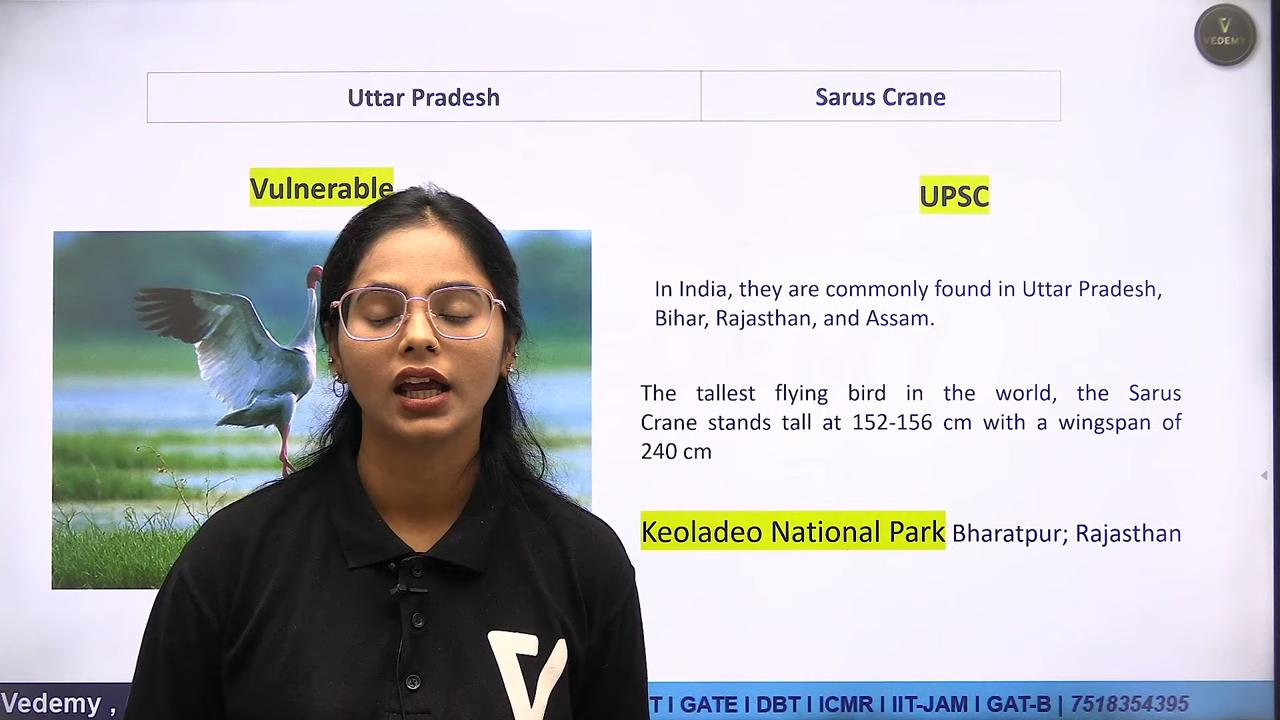 VEDEMY
Uttar Pradesh
Sarus Crane
Vulnerable
UPSC
In India, they are commonly found in Uttar Pradesh,
Bihar, Rajasthan, and Assam.
The tallest flying bird in the world, the Sarus
Crane stands tall at 152-156 cm with a wingspan of
240 cm
Keoladeo National Park Bharatpur; Rajasthan
Vedemy ,
T I GATE I DBT I ICMR I IIT-JAM I GAT-B | 7518354395